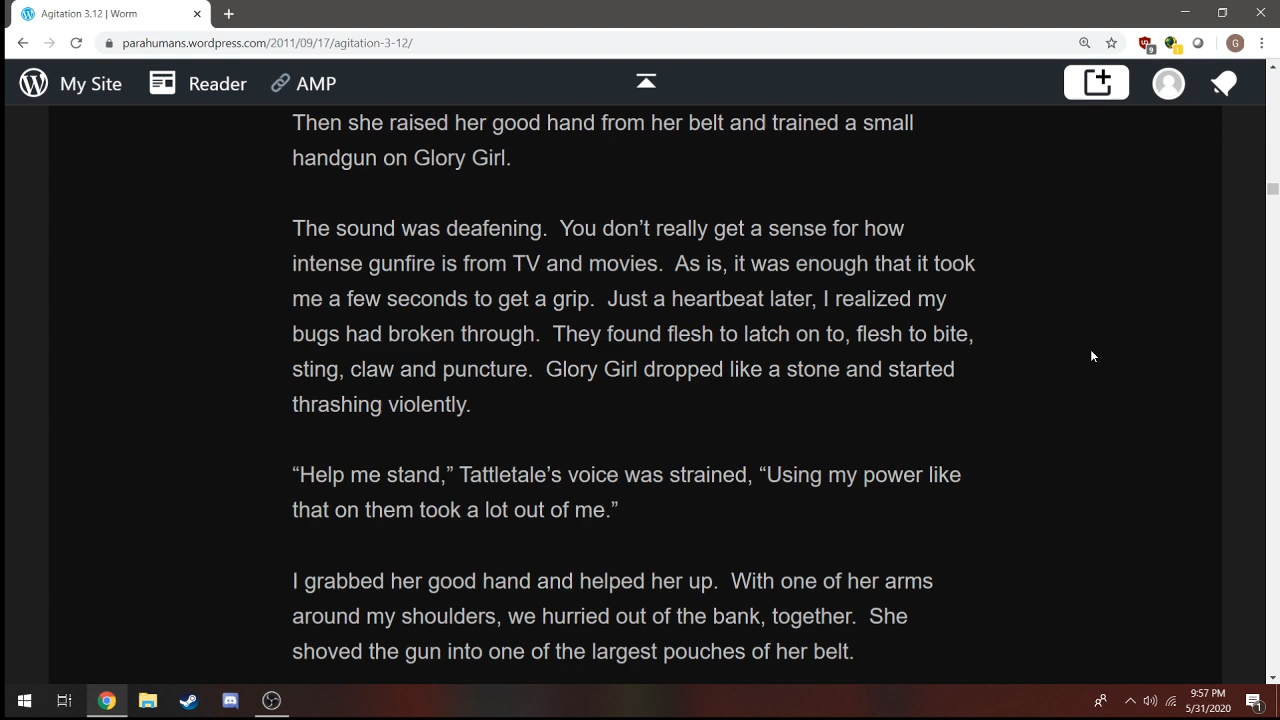 Agitation 3.12 | Worm
parahumans.wordpress.com/2011/09/17/agitation-3-12/
9
1
G
My Site
Reader
AMP
Then she raised her good hand from her belt and trained a small
handgun on Glory Girl.
The sound was deafening.  You don’t really get a sense for how
intense gunfire is from TV and movies.  As is, it was enough that it took
me a few seconds to get a grip.  Just a heartbeat later, I realized my
bugs had broken through.  They found flesh to latch on to, flesh to bite,
sting, claw and puncture.  Glory Girl dropped like a stone and started
thrashing violently.
“Help me stand,” Tattletale’s voice was strained, “Using my power like
that on them took a lot out of me.”
I grabbed her good hand and helped her up.  With one of her arms
around my shoulders, we hurried out of the bank, together.  She
shoved the gun into one of the largest pouches of her belt.
9:57 PM
5/31/2020
1